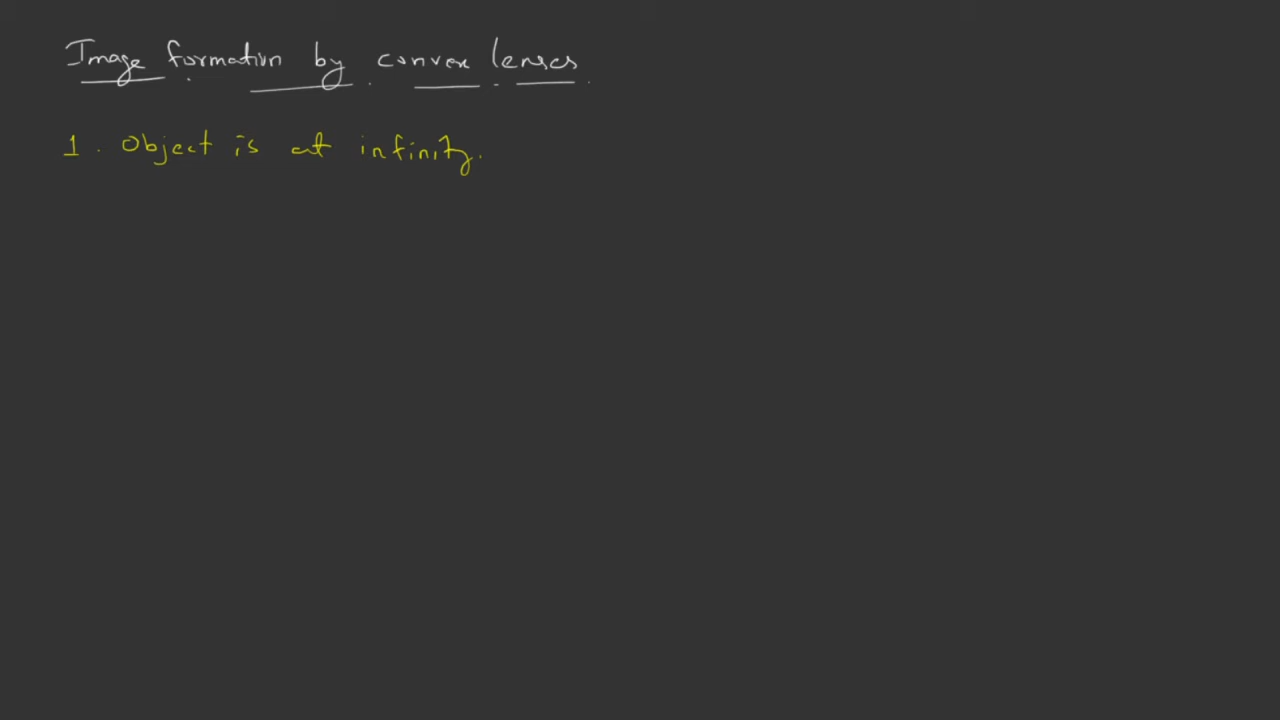 Image formation by convex lenses
1. Object is at infinity.